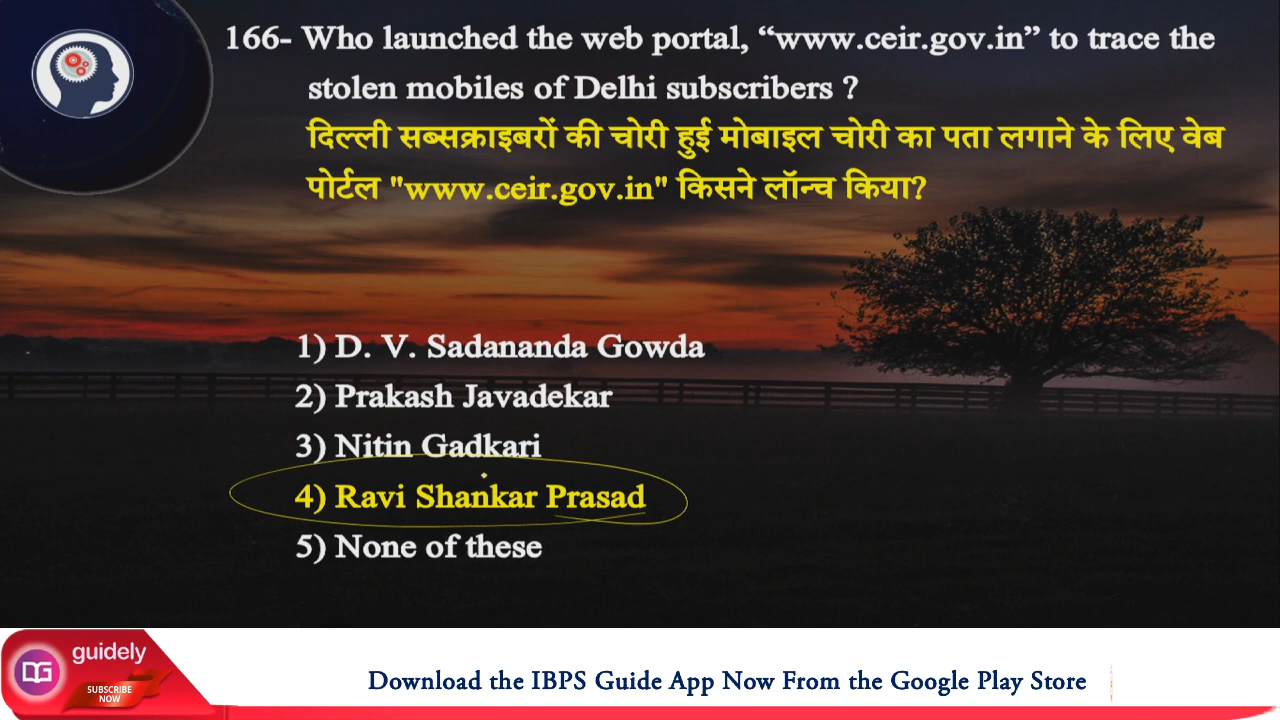 166- Who launched the web portal, “www.ceir.gov.in” to trace the
stolen mobiles of Delhi subscribers ?
दिल्ली सब्सक्राइबरों की चोरी हुई मोबाइल चोरी का पता लगाने के लिए वेब
पोर्टल "www.ceir.gov.in" किसने लॉन्च किया?
1) D. V. Sadananda Gowda
2) Prakash Javadekar
3) Nitin Gadkari
4) Ravi Shankar Prasad
5) None of these
guidely
SUBSCRIBE
NOW
Download the IBPS Guide App Now From the Google Play Store